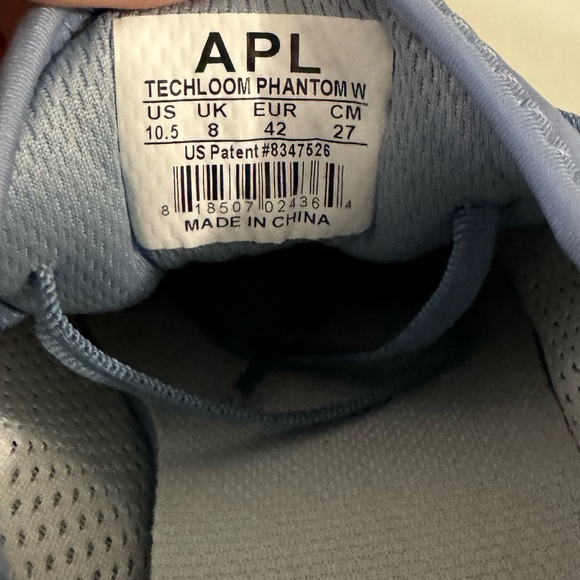 APL
TECHLOOM PHANTOM W
US UK EUR CM
10.5 8 42 27
US Patent #8347526
8 18507 02436 4
MADE IN CHINA